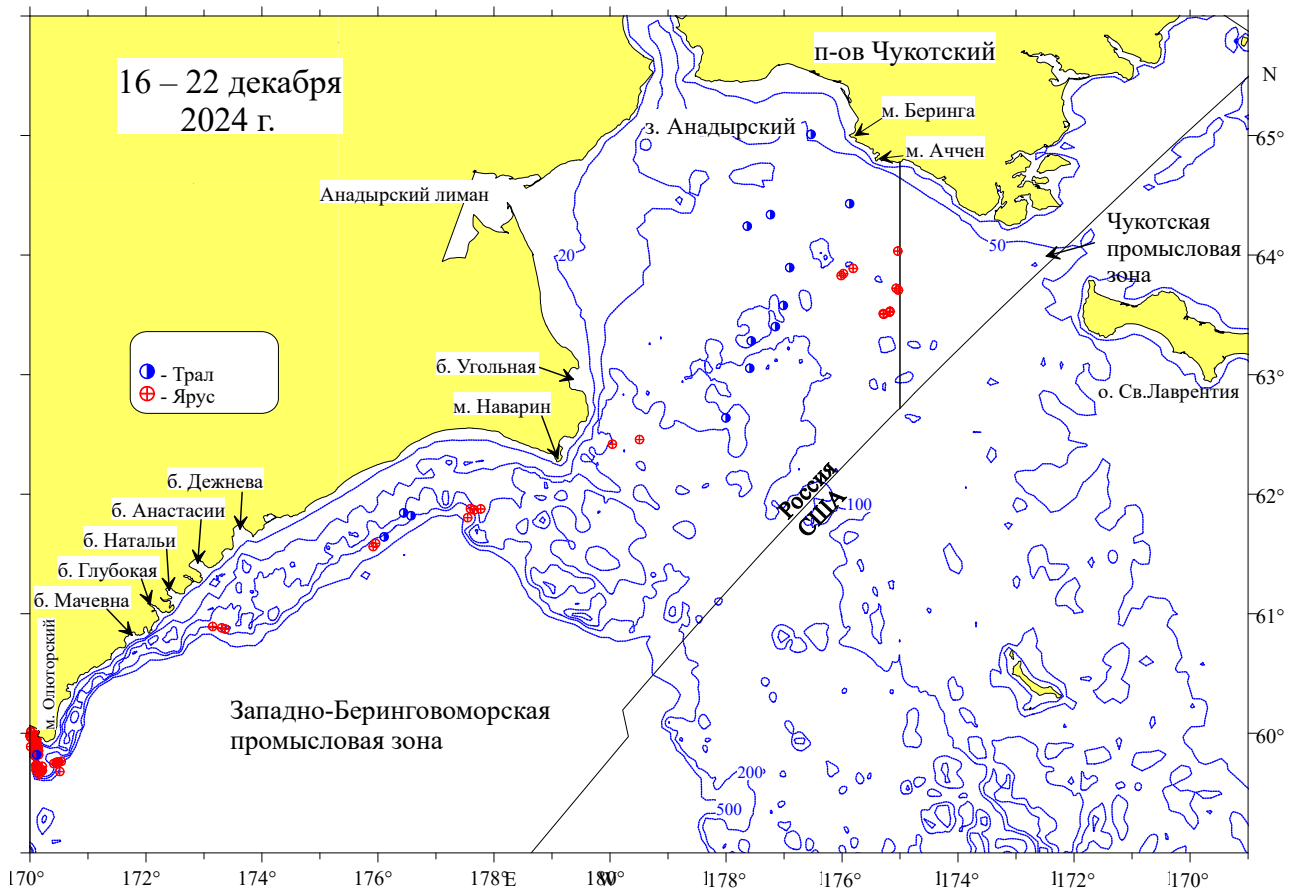 16 – 22 декабря
2024 г.
п-ов Чукотский
N
м. Беринга
з. Анадырский
65°
м. Аччен
Анадырский лиман
Чукотская
промысловая
зона
50
20
64°
- Трал
- Ярус
б. Угольная
63°
о. Св.Лаврентия
м. Наварин
б. Дежнева
Россия
США
100
62°
б. Анастасии
б. Натальи
б. Глубокая
б. Мачевна
61°
м. Олюторский
Западно-Беринговоморская
промысловая зона
60°
200
500
170 172 174 176 178 E 180 W 178 176 174 172 170